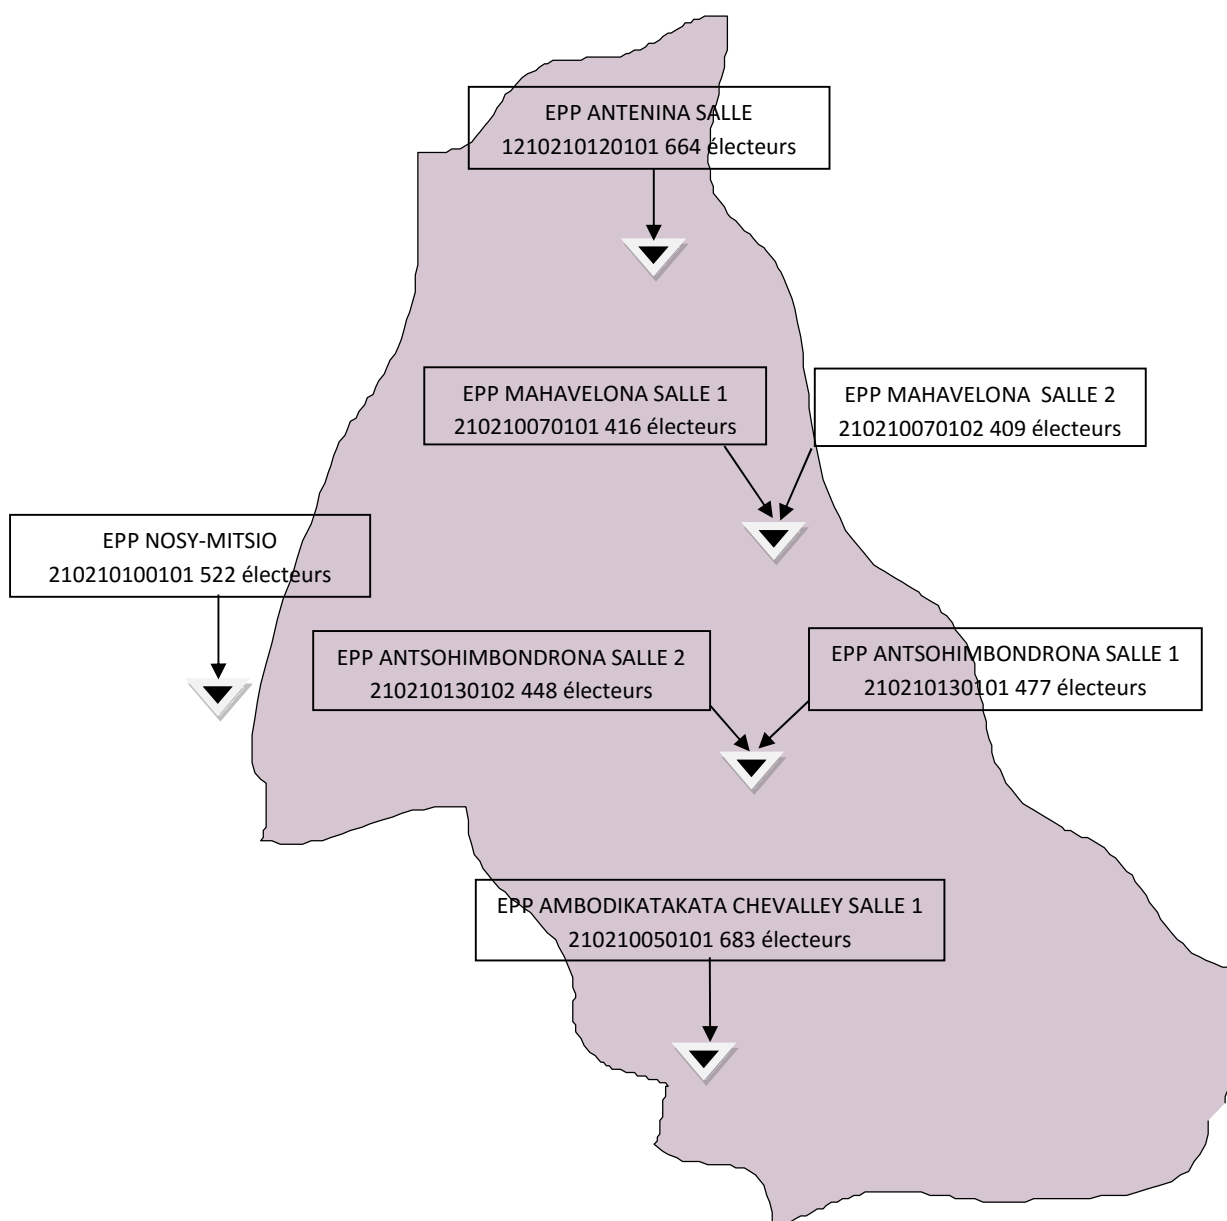 EPP ANTENINA SALLE
1210210120101 664 électeurs
EPP MAHAVELONA SALLE 1
210210070101 416 électeurs
EPP MAHAVELONA  SALLE 2
210210070102 409 électeurs
EPP NOSY-MITSIO
210210100101 522 électeurs
EPP ANTSOHIMBONDRONA SALLE 2
210210130102 448 électeurs
EPP ANTSOHIMBONDRONA SALLE 1
210210130101 477 électeurs
EPP AMBODIKATAKATA CHEVALLEY SALLE 1
210210050101 683 électeurs